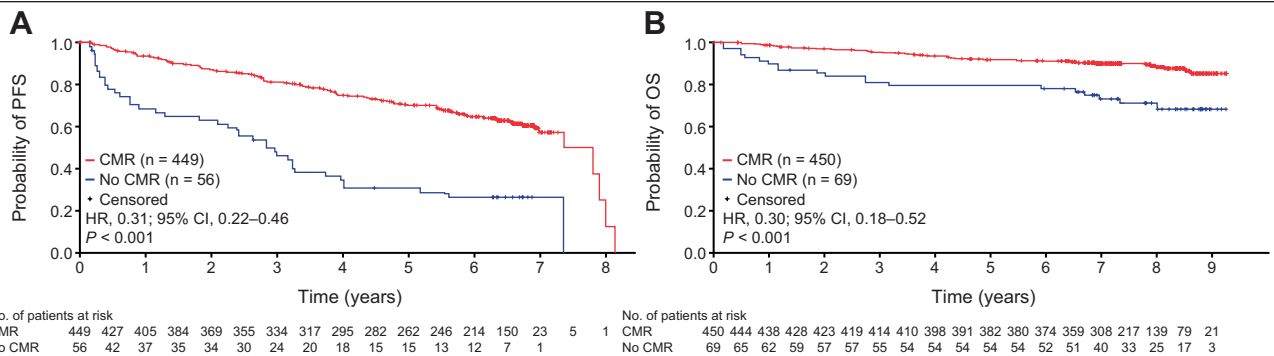 A
Probability of PFS
1.0
0.8
0.6
0.4
0.2
0.0
CMR (n = 449)
No CMR (n = 56)
Censored
HR, 0.31; 95% CI, 0.22–0.46
P < 0.001
0 1 2 3 4 5 6 7 8
Time (years)
o. of patients at risk
CMR 449 427 405 384 369 355 334 317 295 282 262 246 214 150 23 5 1
o CMR 56 42 37 35 34 30 24 20 18 15 15 13 12 7 1
B
Probability of OS
1.0
0.8
0.6
0.4
0.2
0.0
CMR (n = 450)
No CMR (n = 69)
Censored
HR, 0.30; 95% CI, 0.18–0.52
P < 0.001
0 1 2 3 4 5 6 7 8 9
Time (years)
No. of patients at risk
CMR 450 444 438 428 423 419 414 410 398 391 382 380 374 359 308 217 139 79 21
No CMR 69 65 62 59 57 57 55 54 54 54 54 54 52 51 40 33 25 17 3